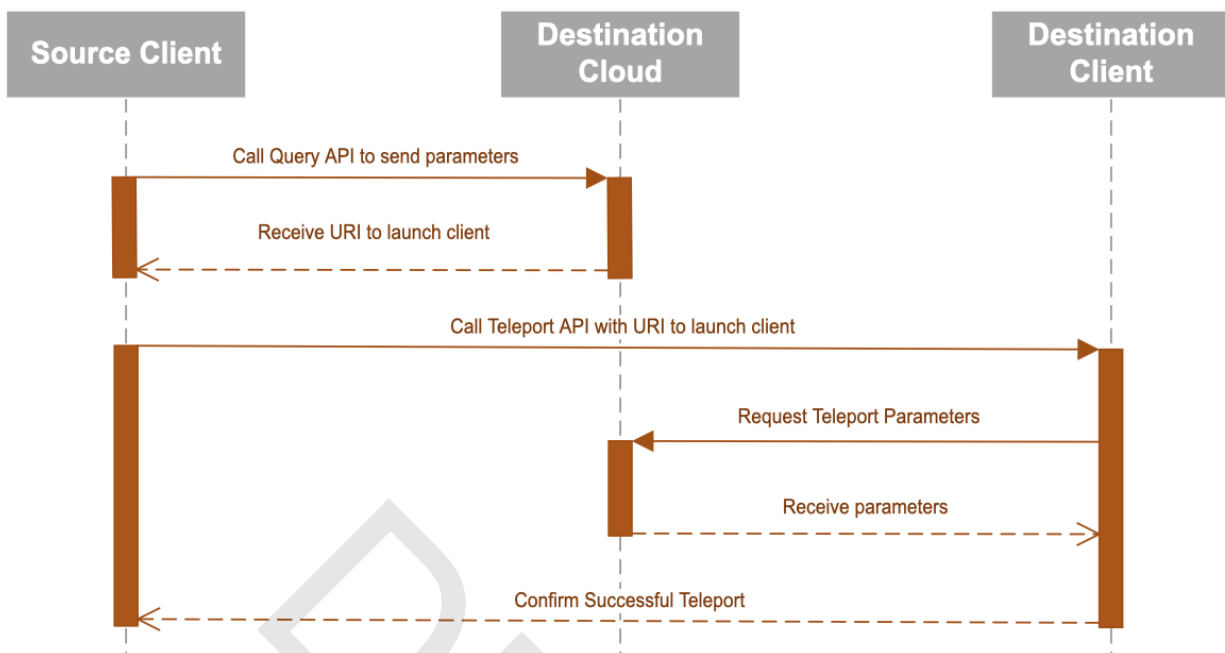 Source Client
Destination
Cloud
Destination
Client
Call Query API to send parameters
Receive URI to launch client
Call Teleport API with URI to launch client
Request Teleport Parameters
Receive parameters
Confirm Successful Teleport